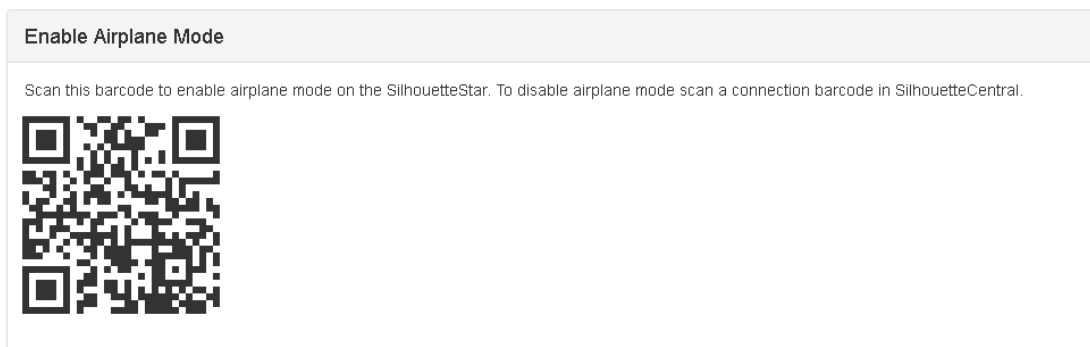 Enable Airplane Mode
Scan this barcode to enable airplane mode on the SilhouetteStar. To disable airplane mode scan a connection barcode in SilhouetteCentral.